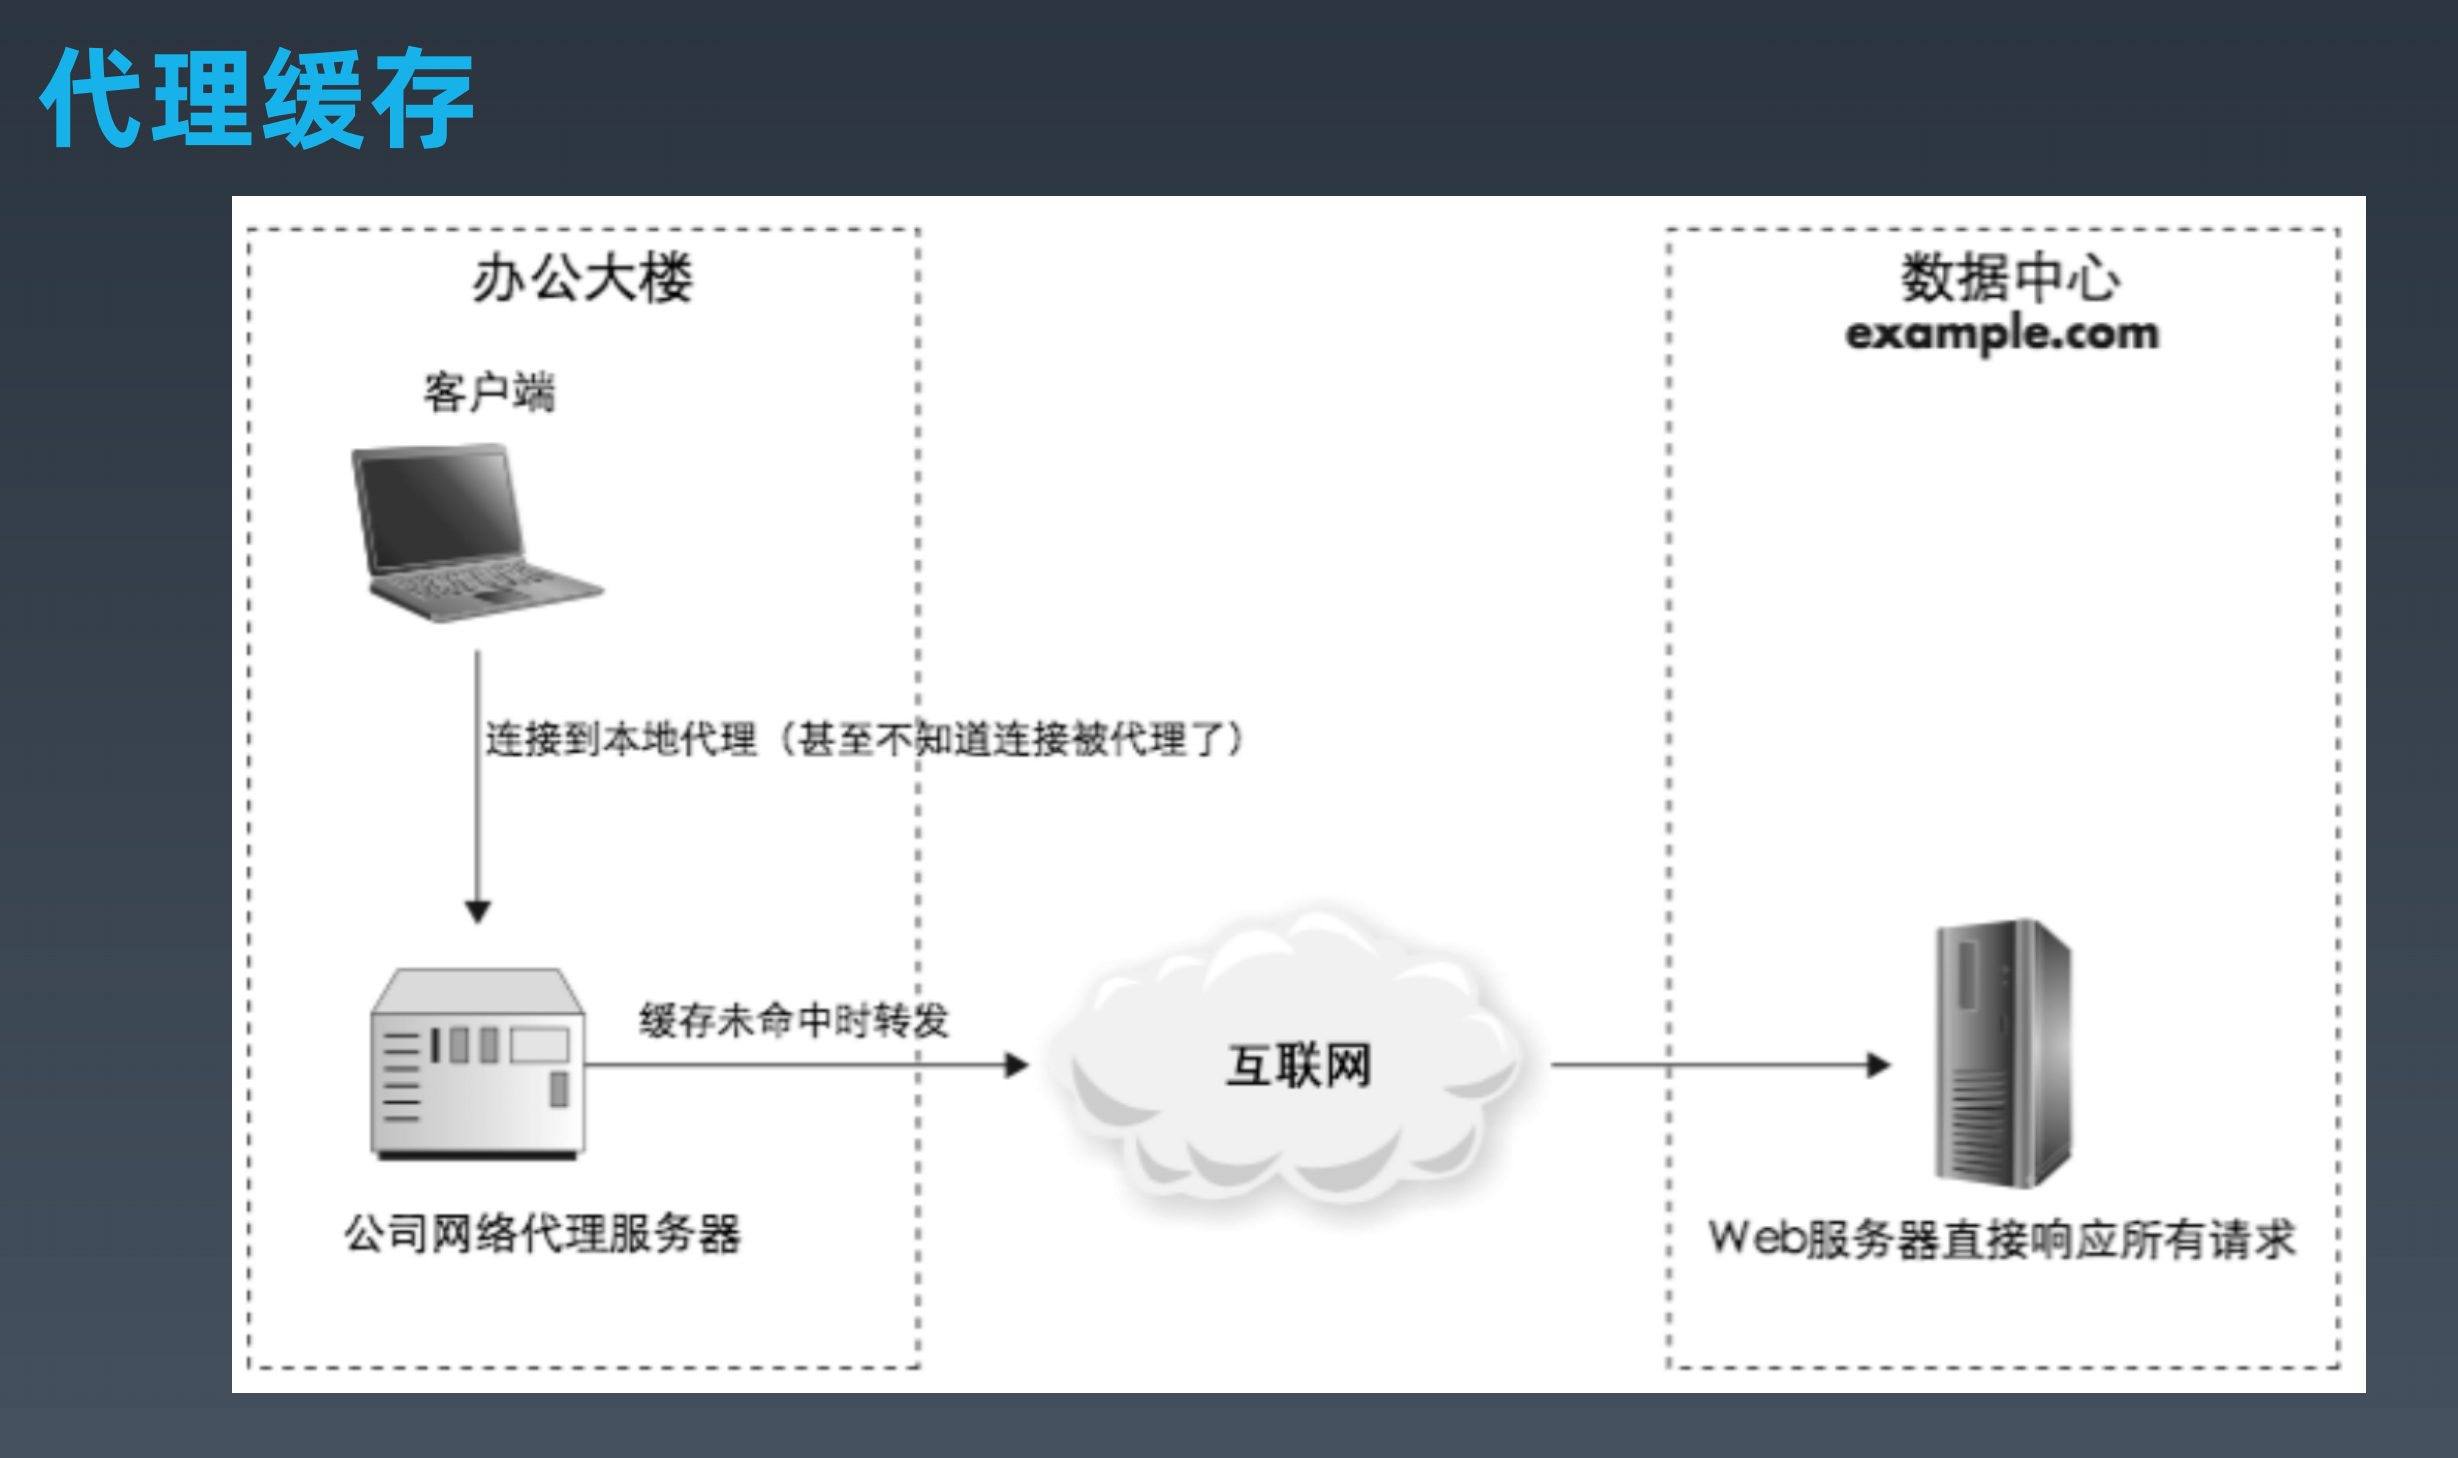 代理缓存
办公大楼
数据中心
example.com
客户端
连接到本地代理（甚至不知道连接被代理了）
缓存未命中时转发
互联网
公司网络代理服务器
Web服务器直接响应所有请求